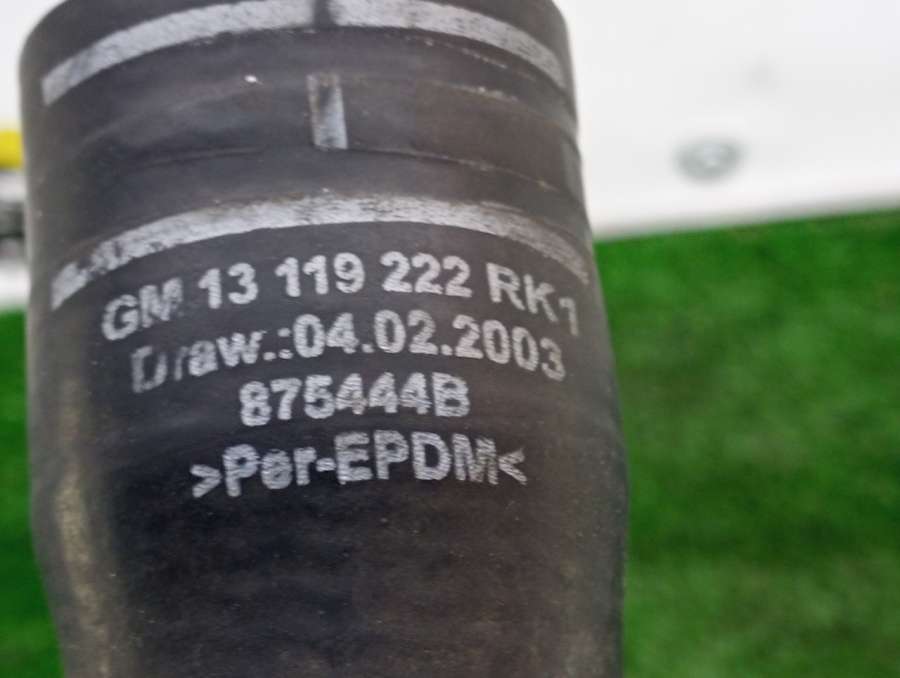 GM 13 119 222 RK1
Draw.:04.02.2003
875444B
>Per-EPDM<